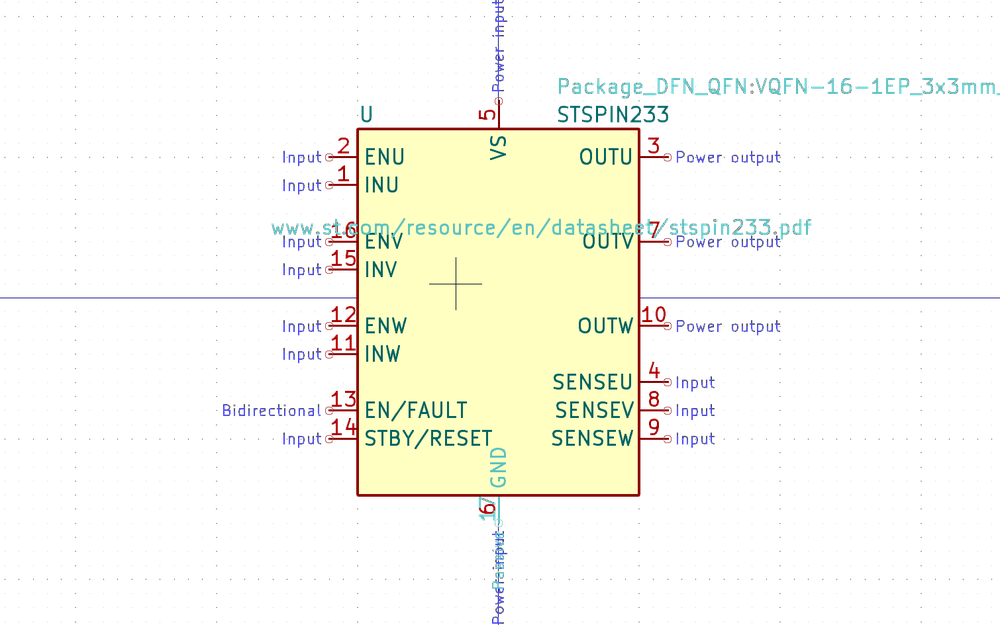 Power input
Package_DFN_QFN:VQFN-16-1EP_3x3mm_
U
5
STSPIN233
VS
Input 2 ENU
OUTU 3 Power output
Input 1 INU
www.st.com/resource/en/datasheet/stspin233.pdf
Input 16 ENV
OUTV 7 Power output
Input 15 INV
Input 12 ENW
OUTW 10 Power output
Input 11 INW
SENSEU 4 Input
Bidirectional 13 EN/FAULT
SENSEV 8 Input
Input 14 STBY/RESET
SENSEW 9 Input
GND
6
17
Power input